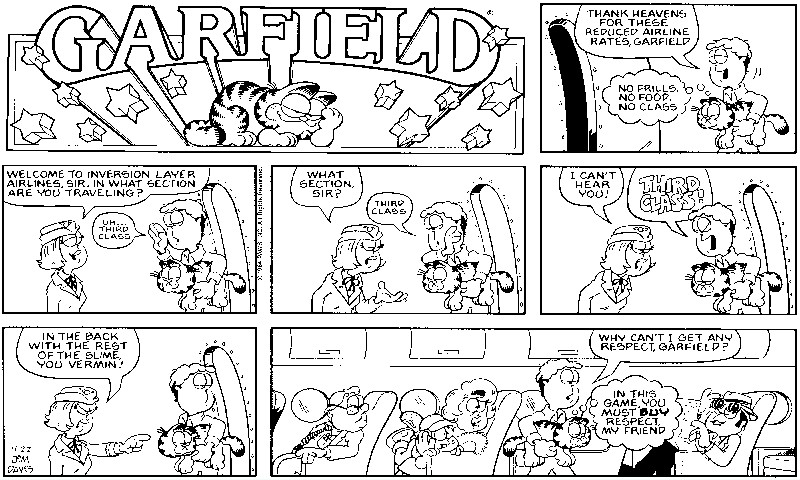 GARFIELD
THANK HEAVENS
FOR THESE
REDUCED AIRLINE
RATES, GARFIELD
NO FRILLS,
NO FOOD,
NO CLASS
WELCOME TO INVERSION LAYER
AIRLINES, SIR. IN WHAT SECTION
ARE YOU TRAVELING?
UH,
THIRD
CLASS
WHAT
SECTION,
SIR?
THIRD
CLASS
I CAN'T
HEAR
YOU!
THIRD
CLASS!
IN THE BACK
WITH THE REST
OF THE SLIME,
YOU VERMIN!
JIM
DAVIS
WHY CAN'T I GET ANY
RESPECT, GARFIELD?
IN THIS
GAME, YOU
MUST BUY
RESPECT,
MY FRIEND